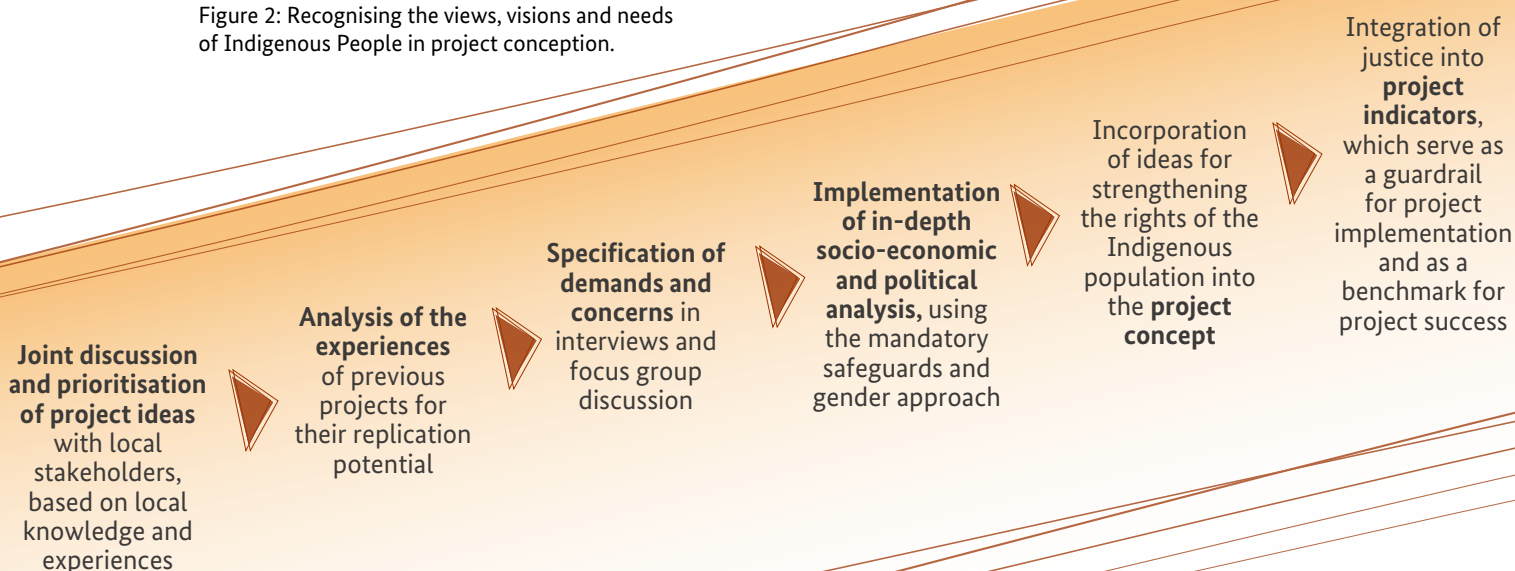 Figure 2: Recognising the views, visions and needs
of Indigenous People in project conception.
Joint discussion
and prioritisation
of project ideas
with local
stakeholders,
based on local
knowledge and
experiences
Analysis of the
experiences
of previous
projects for
their replication
potential
Specification of
demands and
concerns in
interviews and
focus group
discussion
Implementation
of in-depth
socio-economic
and political
analysis, using
the mandatory
safeguards and
gender approach
Incorporation
of ideas for
strengthening
the rights of the
Indigenous
population into
the project
concept
Integration of
justice into
project
indicators,
which serve as
a guardrail
for project
implementation
and as a
benchmark for
project success